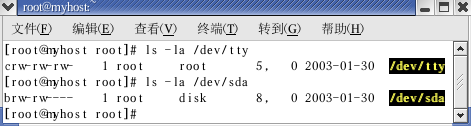 root@myhost:~
文件(F) 编辑(E) 查看(V) 终端(T) 转到(G) 帮助(H)
[root@myhost root]# ls -la /dev/tty
crw-rw-rw- 1 root root 5, 0 2003-01-30 /dev/tty
[root@myhost root]# ls -la /dev/sda
brw-rw---- 1 root disk 8, 0 2003-01-30 /dev/sda
[root@myhost root]#